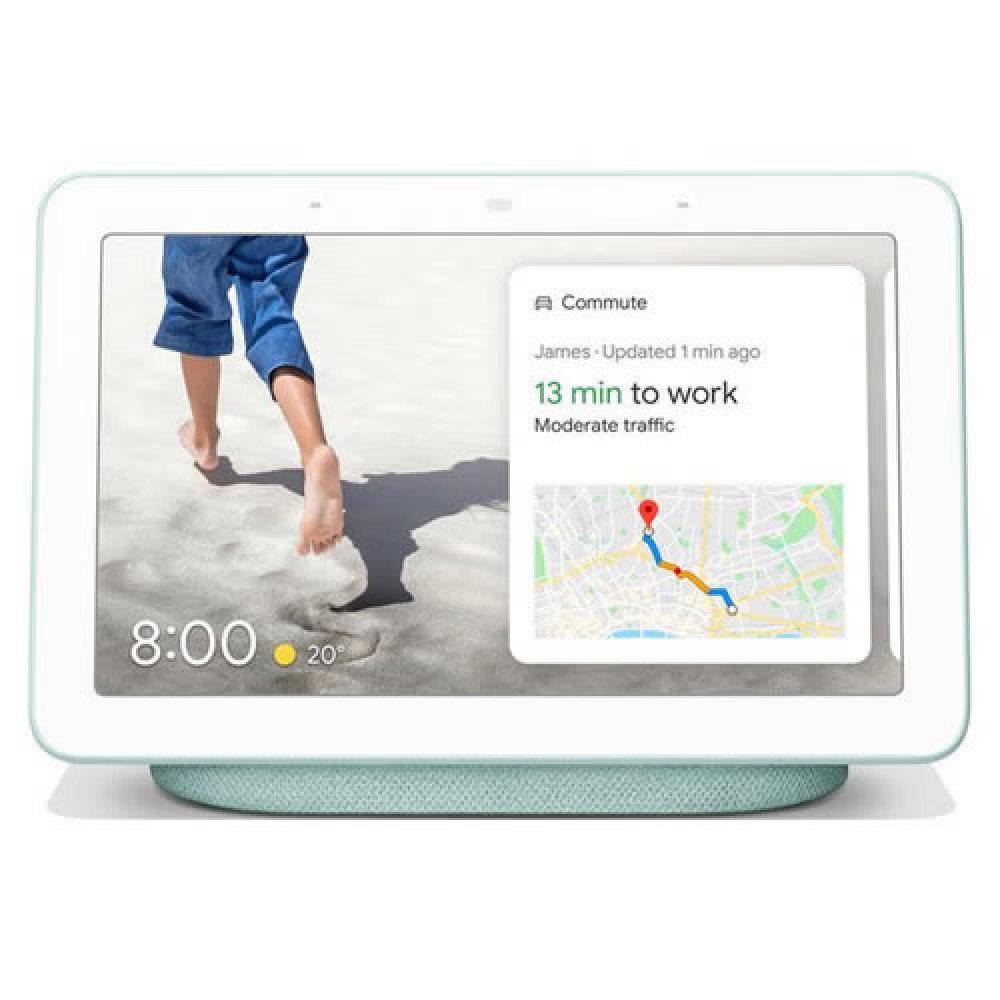 Commute
James · Updated 1 min ago
13 min to work
Moderate traffic
8:00 20°